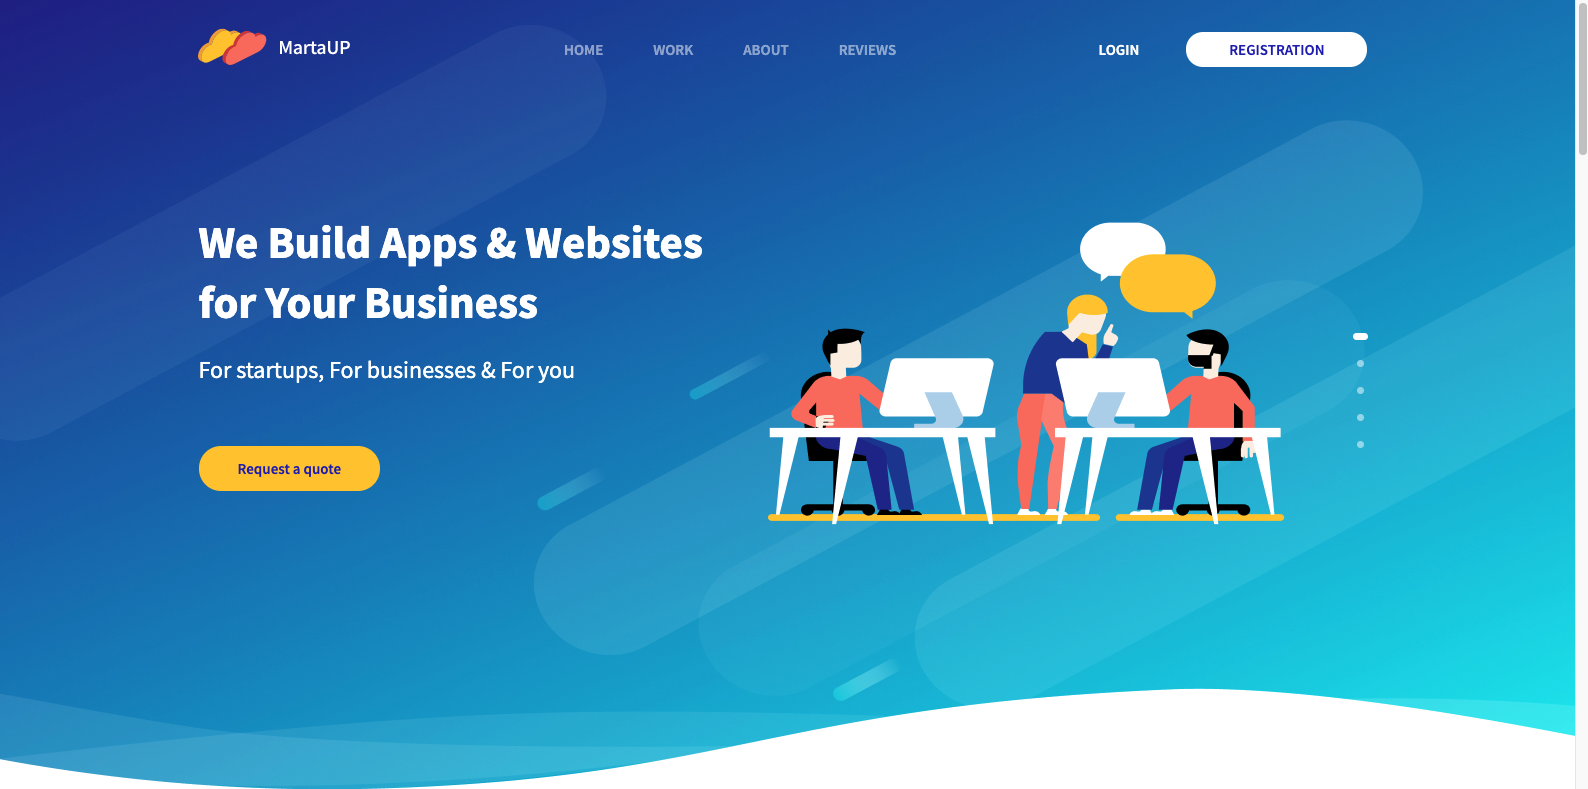 MartaUP
HOME
WORK
ABOUT
REVIEWS
LOGIN
REGISTRATION
We Build Apps & Websites
for Your Business
For startups, For businesses & For you
Request a quote